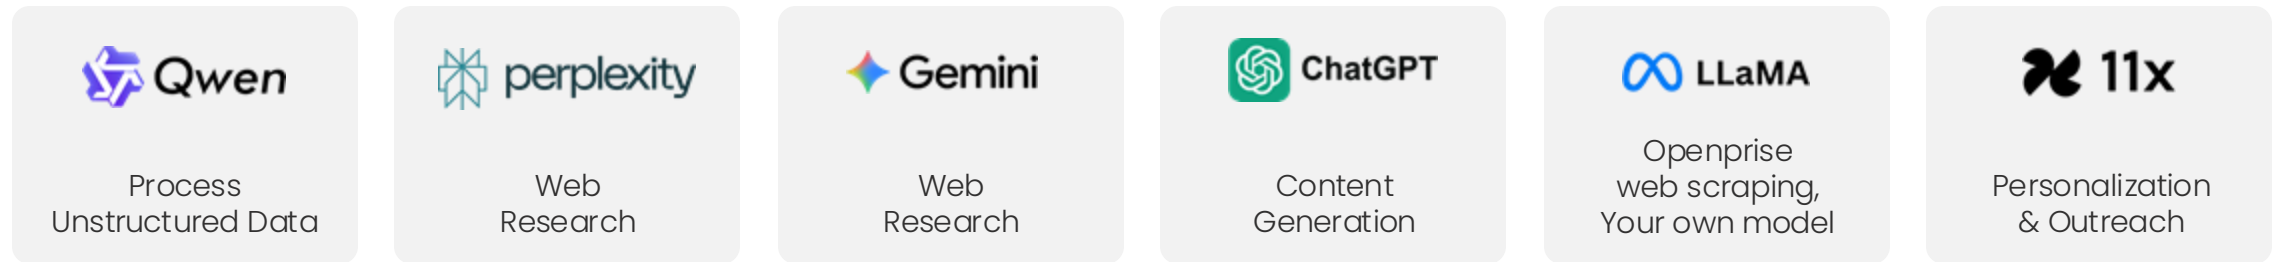 Qwen
Process
Unstructured Data
perplexity
Web
Research
Gemini
Web
Research
ChatGPT
Content
Generation
LLaMA
Openprise
web scraping,
Your own model
11x
Personalization
& Outreach